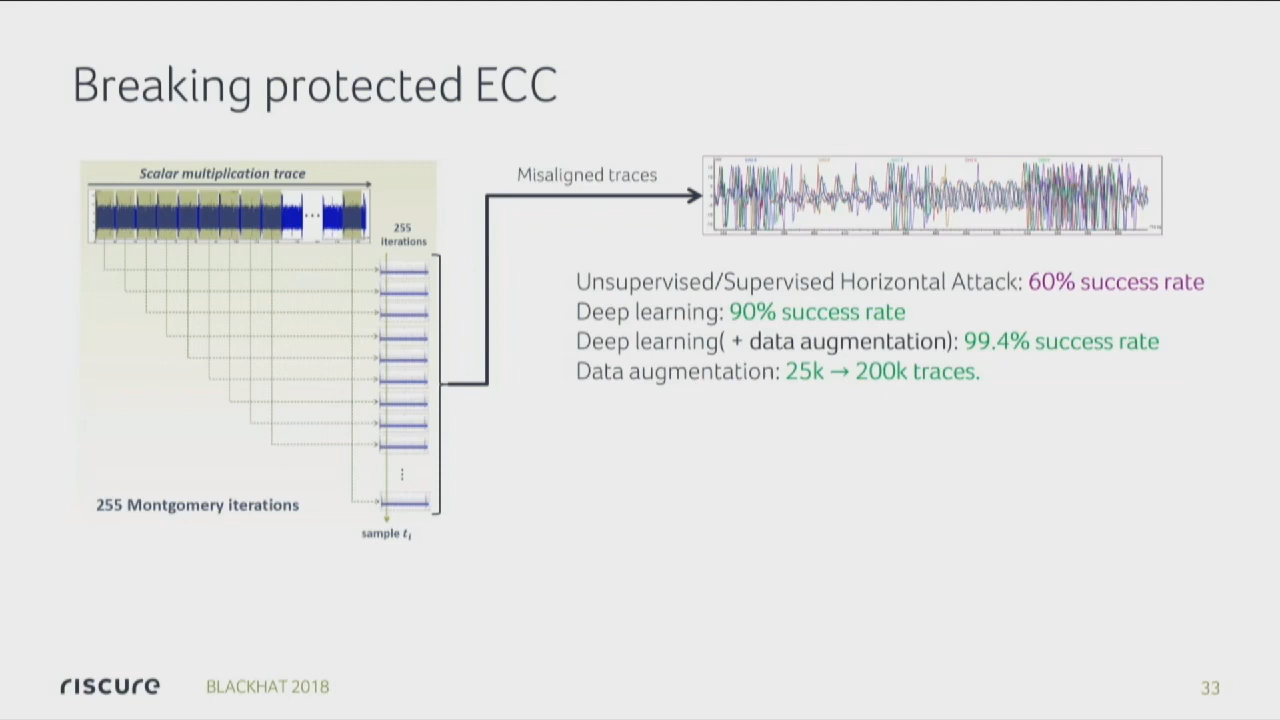 Breaking protected ECC
Scalar multiplication trace
255
iterations
Misaligned traces
Unsupervised/Supervised Horizontal Attack: 60% success rate
Deep learning: 90% success rate
Deep learning( + data augmentation): 99.4% success rate
Data augmentation: 25k → 200k traces.
255 Montgomery iterations
sample tᵢ
riscure
BLACKHAT 2018
33